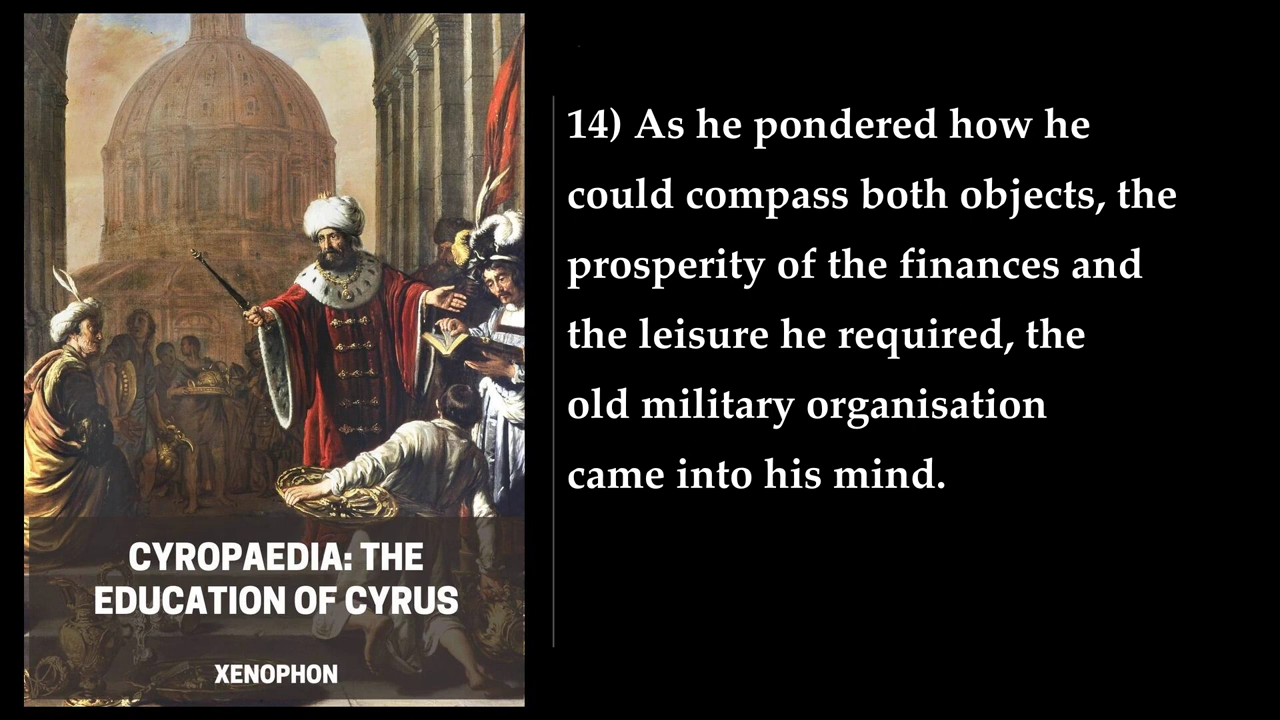 14) As he pondered how he
could compass both objects, the
prosperity of the finances and
the leisure he required, the
old military organisation
came into his mind.
CYROPAEDIA: THE
EDUCATION OF CYRUS
XENOPHON